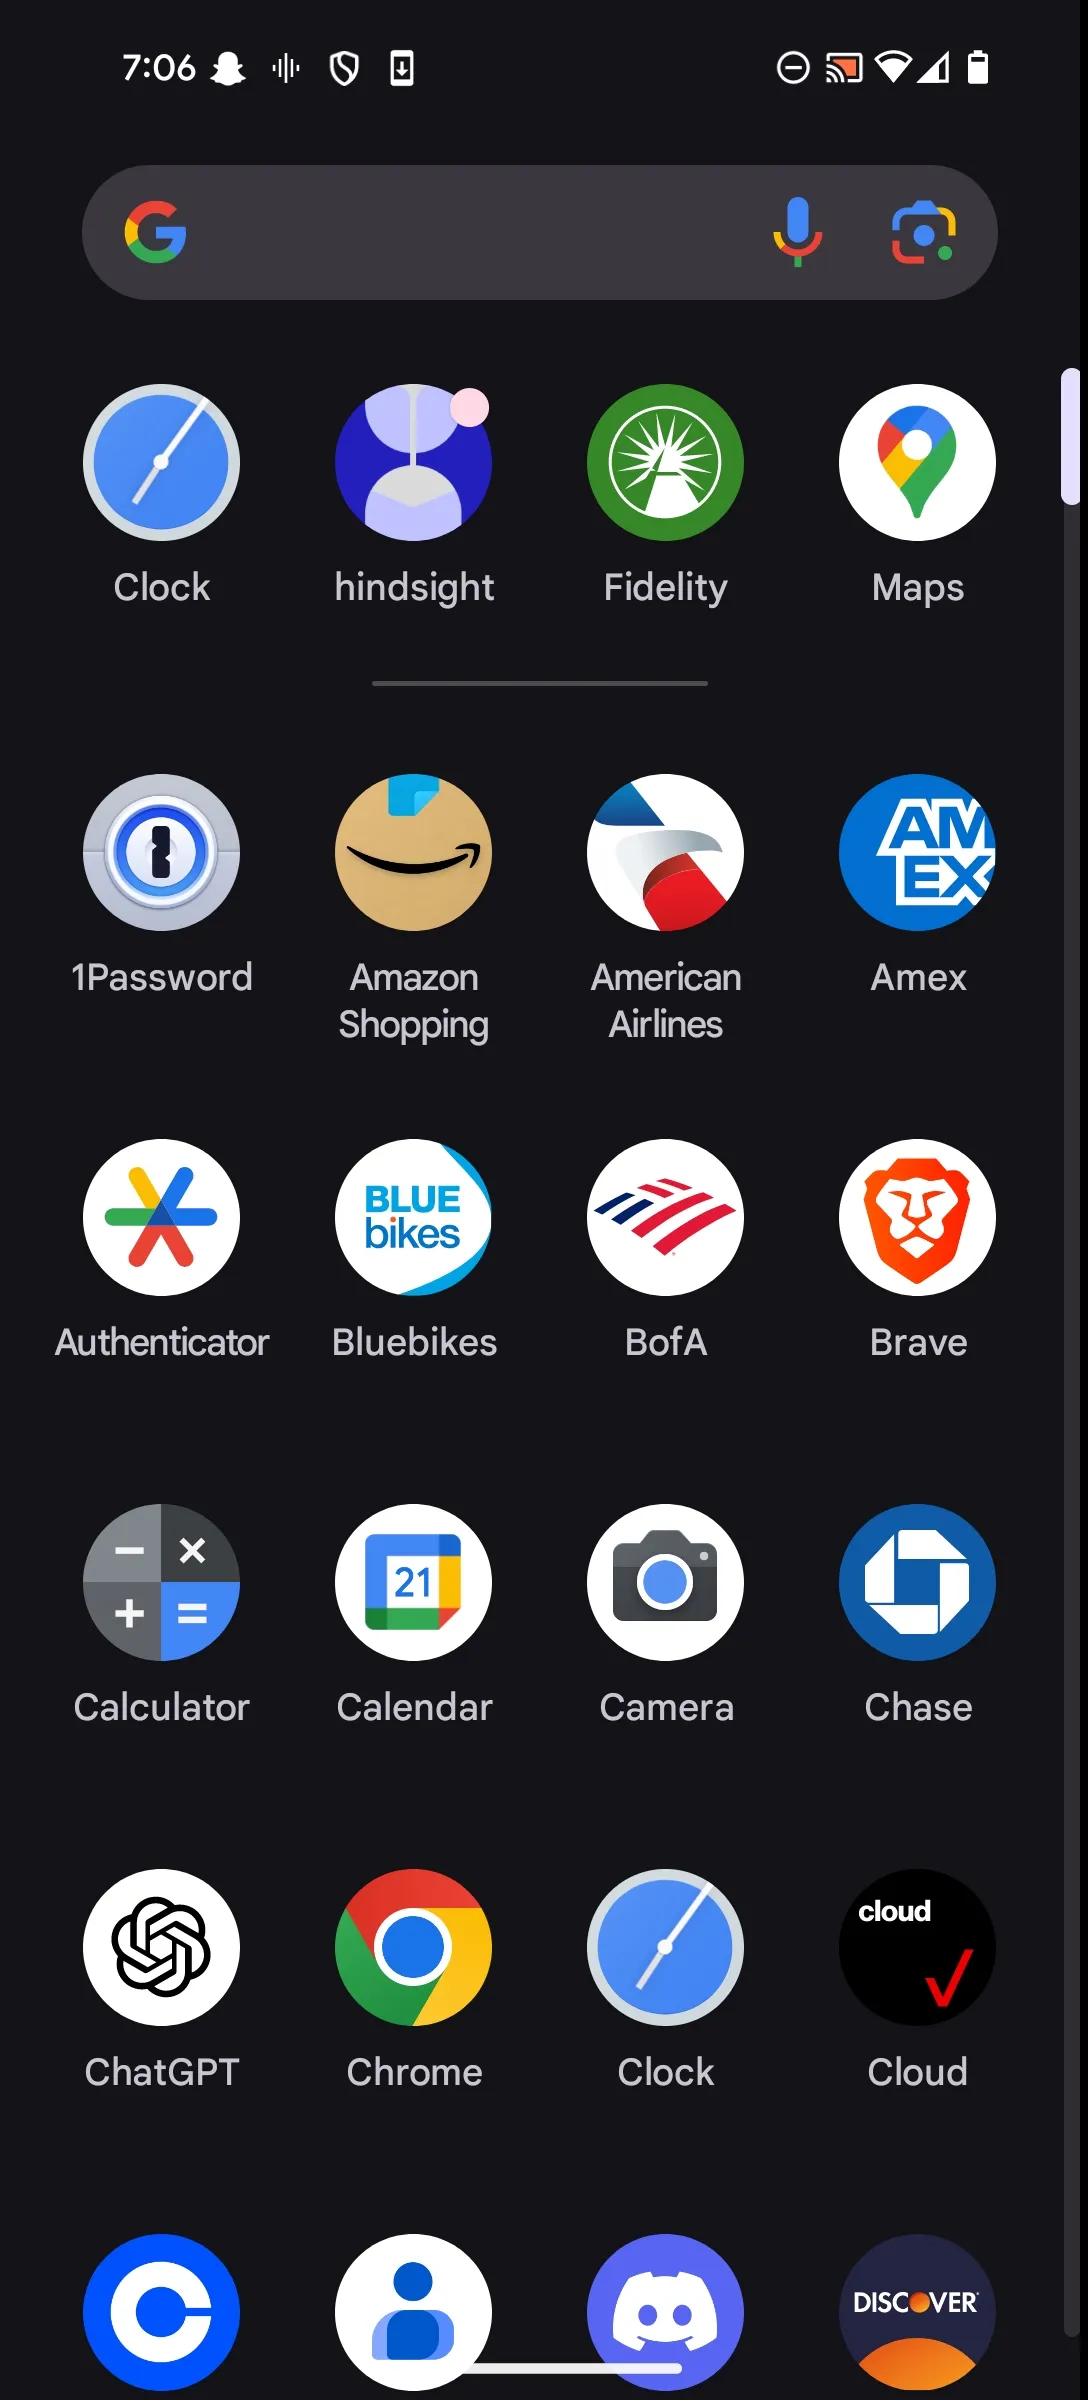 7:06
Clock
hindsight
Fidelity
Maps
1Password
Amazon
Shopping
American
Airlines
AM
EX
Amex
Authenticator
BLUE
bikes
Bluebikes
BofA
Brave
Calculator
21
Calendar
Camera
Chase
ChatGPT
Chrome
Clock
cloud
Cloud
DISCOVER